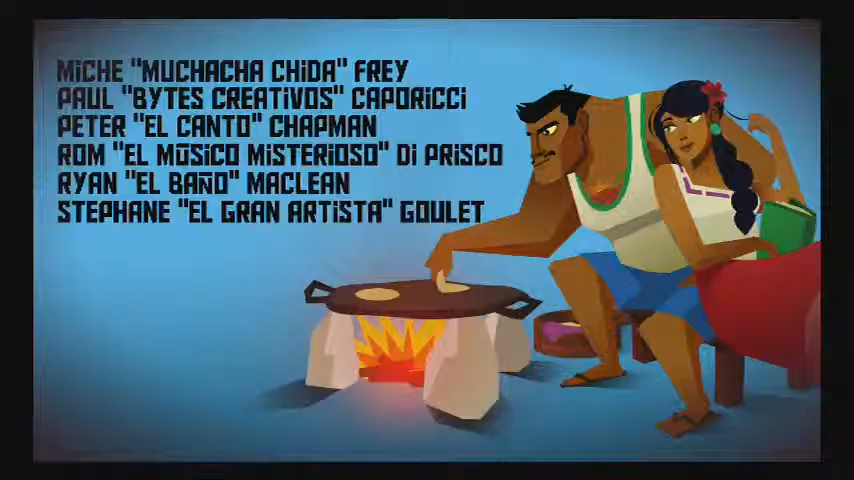 MiCHE "MUCHACHA CHiDA" FREY
PAUL "BYTES CREATiVOS" CAPORiCCi
PETER "EL CANTO" CHAPMAN
ROM "EL MÚSiCO MiSTERiOSO" Di PRiSCO
RYAN "EL BAÑO" MACLEAN
STEPHANE "EL GRAN ARTiSTA" GOULET